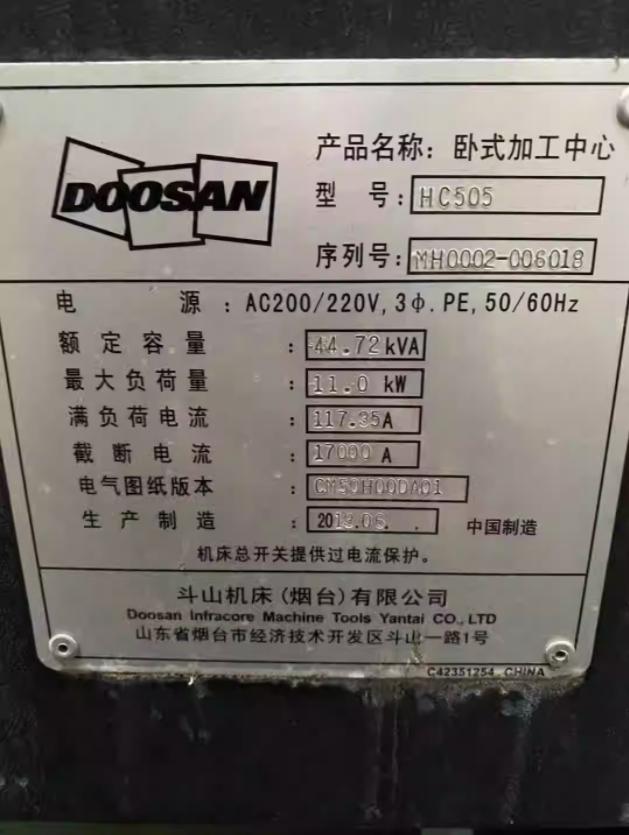 DOOSAN
产品名称：卧式加工中心
型 号：HC505
序列号：MH0002-006018
电 源：AC200/220V,3φ.PE,50/60Hz
额定容量：44.72kVA
最大负荷量：11.0 kW
满负荷电流：117.35A
截断电流：17000 A
电气图纸版本：CM50H00DA01
生产制造：2019.06. 中国制造
机床总开关提供过电流保护。
斗山机床(烟台)有限公司
Doosan Infracore Machine Tools Yantai CO.,LTD
山东省烟台市经济技术开发区斗山一路1号
C42351254 CHINA